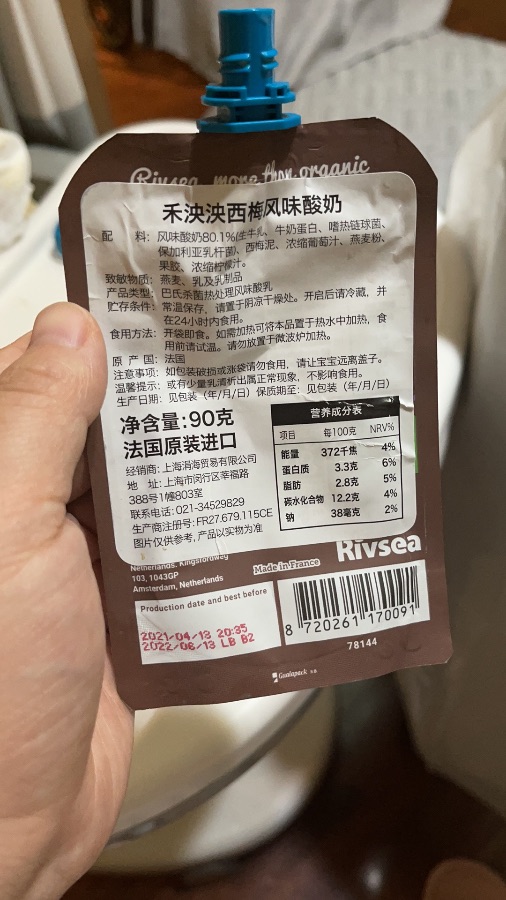 Rivsea more than organic
禾泱泱西梅风味酸奶
配 料: 风味酸奶80.1%(生牛乳、牛奶蛋白、嗜热链球菌、
保加利亚乳杆菌、西梅泥、浓缩葡萄汁、燕麦粉、
果胶、浓缩柠檬汁。
致敏物质: 燕麦、乳及乳制品
产品类型: 巴氏杀菌热处理风味酸乳
贮存条件: 常温保存,请置于阴凉干燥处。开启后请冷藏,并
在24小时内食用。
食用方法: 开袋即食。如需加热可将本品置于热水中加热,食
用前请试温。请勿放置于微波炉加热。
原 产 国: 法国
注意事项: 如包装破损或涨袋请勿食用,请让宝宝远离盖子。
温馨提示: 或有少量乳清析出属正常现象,不影响食用。
生产日期: 见包装(年/月/日) 保质期至: 见包装(年/月/日)
净含量:90克
法国原装进口
经销商: 上海涓海贸易有限公司
地 址: 上海市闵行区莘福路
388号1幢803室
联系电话: 021-34529829
生产商注册号: FR27.679.115CE
图片仅供参考, 产品以实物为准
营养成分表
项目 每100克 NRV%
能量 372千焦 4%
蛋白质 3.3克 6%
脂肪 2.8克 5%
碳水化合物 12.2克 4%
钠 38毫克 2%
Netherlands. Kingsfordweg
103, 1043GP
Amsterdam, Netherlands
Made in France
Rivsea
Production date and best before
2021/04/13 20:35
2022/06/13 LB B2
8 720261 170091
78144
Gualapack